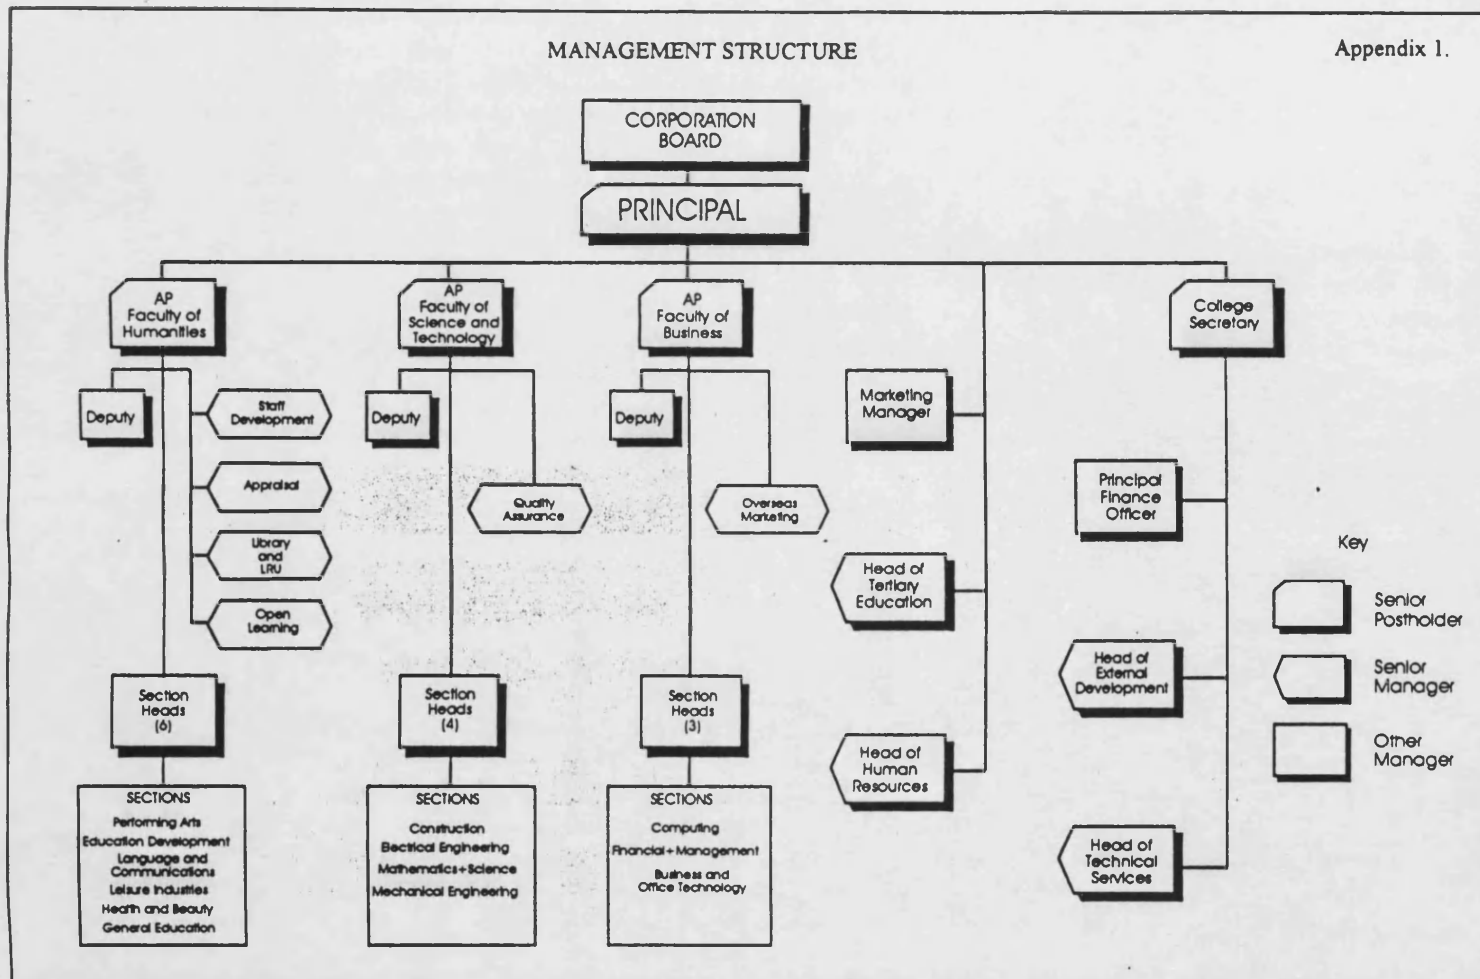 MANAGEMENT STRUCTURE
Appendix 1.
CORPORATION
BOARD
PRINCIPAL
AP
Faculty of
Humanities
AP
Faculty of
Science and
Technology
AP
Faculty of
Business
College
Secretary
Deputy
Staff
Development
Appraisal
Library
and
LRU
Open
Learning
Deputy
Quality
Assurance
Deputy
Overseas
Marketing
Marketing
Manager
Head of
Tertiary
Education
Head of
Human
Resources
Principal
Finance
Officer
Head of
External
Development
Head of
Technical
Services
Key
Senior
Postholder
Senior
Manager
Other
Manager
Section
Heads
(6)
Section
Heads
(4)
Section
Heads
(3)
SECTIONS
Performing Arts
Education Development
Language and
Communications
Leisure Industries
Health and Beauty
General Education
SECTIONS
Construction
Electrical Engineering
Mathematics+Science
Mechanical Engineering
SECTIONS
Computing
Financial+Management
Business and
Office Technology